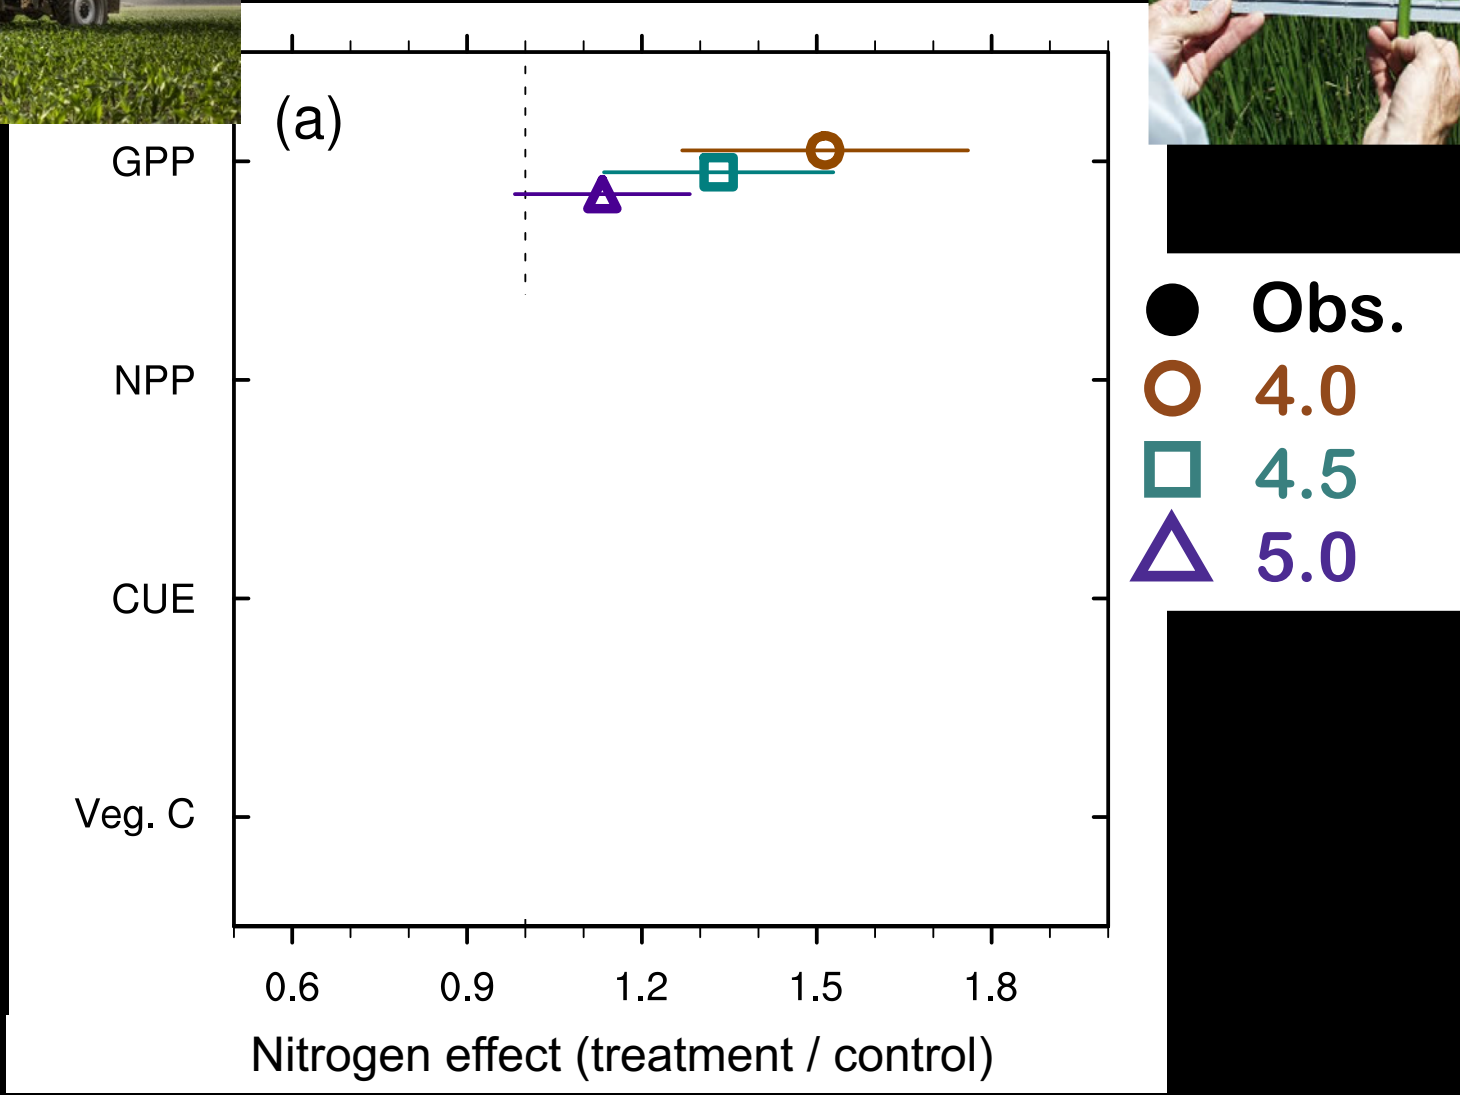 (a)
GPP
NPP
CUE
Veg. C
0.6 0.9 1.2 1.5 1.8
Nitrogen effect (treatment / control)
Obs.
4.0
4.5
5.0